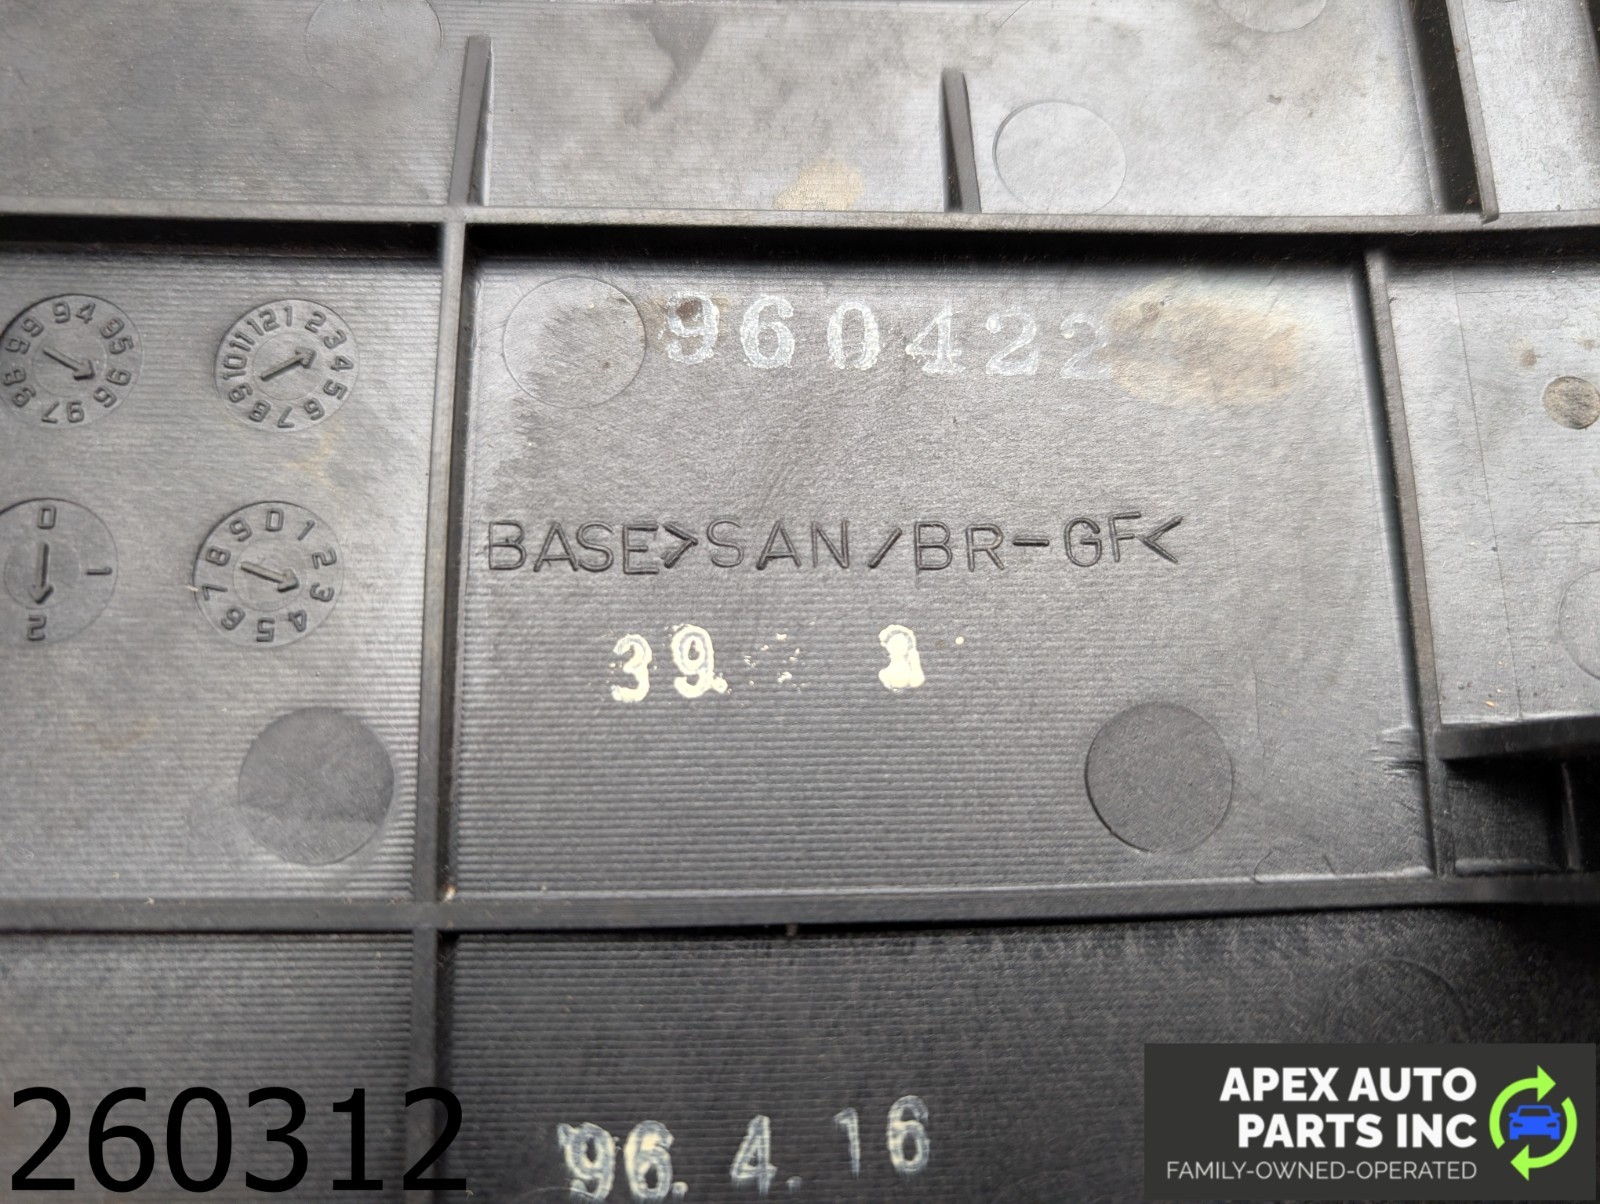 94 95 96 97 98 99
1 2 3 4 5 6 7 8 9 10 11 12
960422
0 1 2
0 1 2 3 4 5 6 7 8 9
BASE>SAN/BR-GF<
39.
96. 4. 16
260312
APEX AUTO
PARTS INC
FAMILY-OWNED-OPERATED